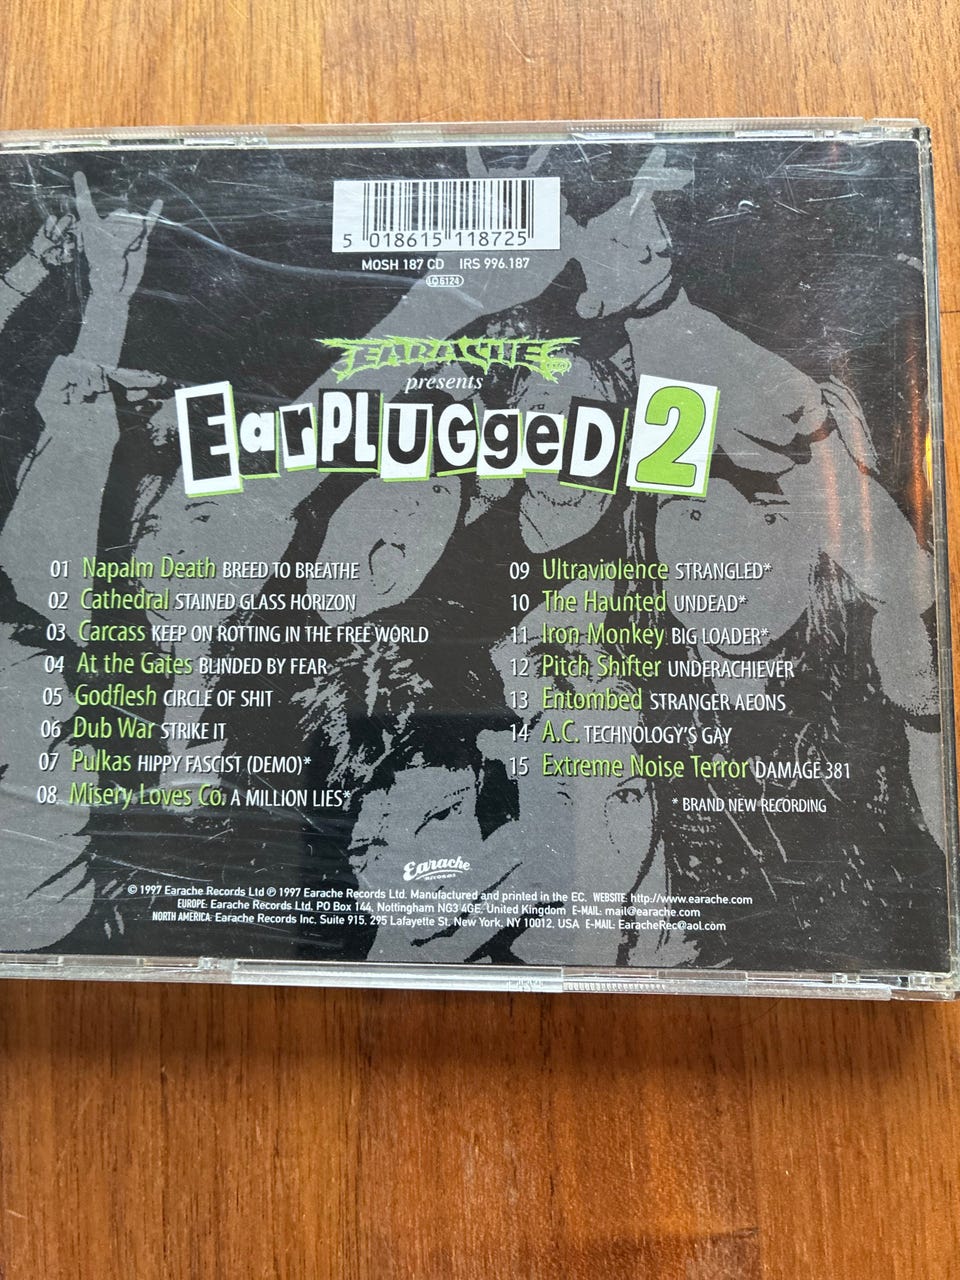 5 018615 118725
MOSH 187 CD IRS 996.187
LC 6124
EARACHE
presents
EarPLUGgeD 2
01 Napalm Death BREED TO BREATHE
02 Cathedral STAINED GLASS HORIZON
03 Carcass KEEP ON ROTTING IN THE FREE WORLD
04 At the Gates BLINDED BY FEAR
05 Godflesh CIRCLE OF SHIT
06 Dub War STRIKE IT
07 Pulkas HIPPY FASCIST (DEMO)*
08 Misery Loves Co. A MILLION LIES*
09 Ultraviolence STRANGLED*
10 The Haunted UNDEAD*
11 Iron Monkey BIG LOADER*
12 Pitch Shifter UNDERACHIEVER
13 Entombed STRANGER AEONS
14 A.C. TECHNOLOGY'S GAY
15 Extreme Noise Terror DAMAGE 381
* BRAND NEW RECORDING
Earache
RECORDS
© 1997 Earache Records Ltd ℗ 1997 Earache Records Ltd. Manufactured and printed in the EC. WEBSITE: http://www.earache.com
EUROPE: Earache Records Ltd. PO Box 144, Nottingham NG3 4GE. United Kingdom E-MAIL: mail@earache.com
NORTH AMERICA: Earache Records Inc. Suite 915, 295 Lafayette St, New York, NY 10012, USA E-MAIL: EaracheRec@aol.com